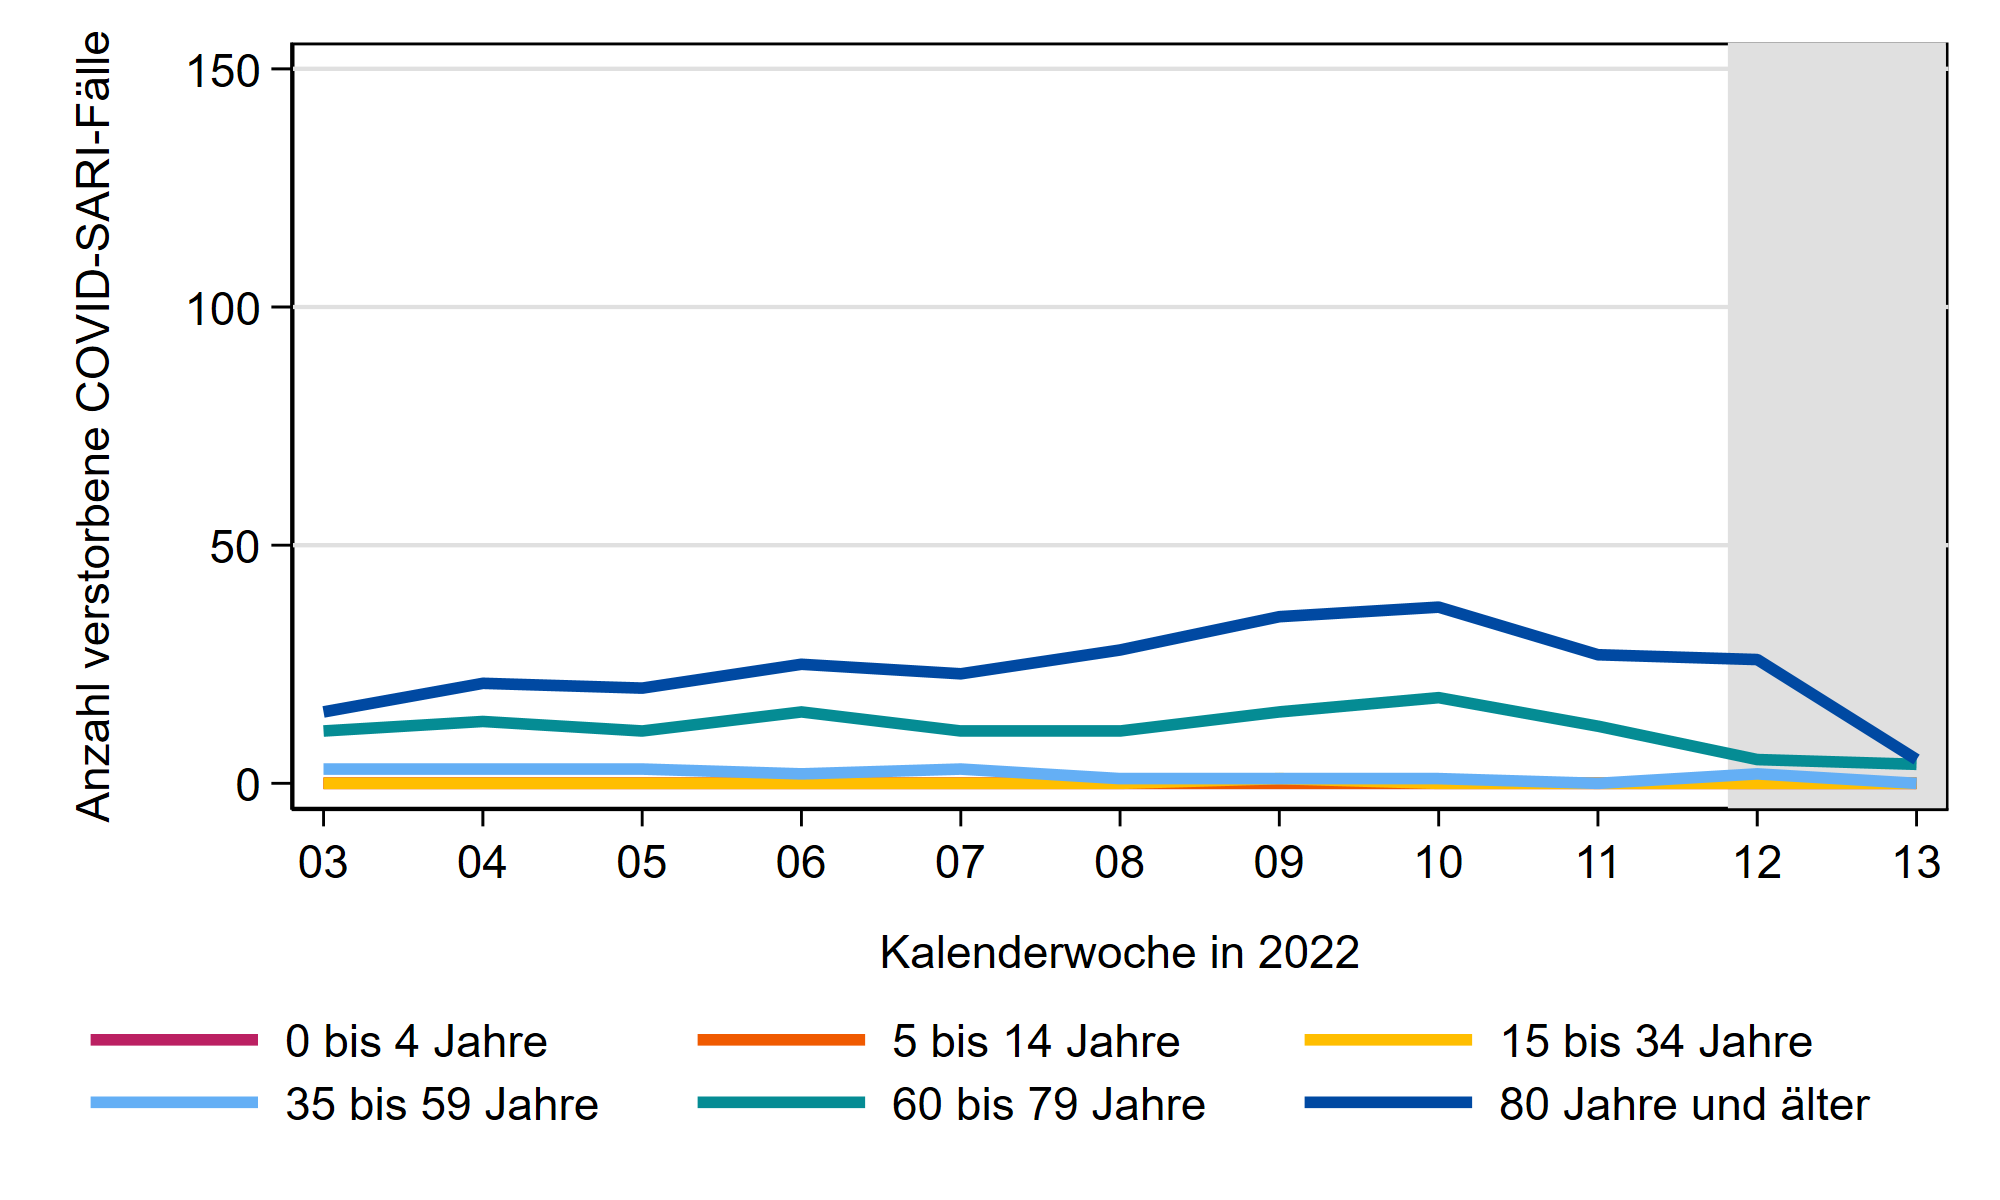 Anzahl verstorbene COVID-SARI-Fälle
150
100
50
0
03 04 05 06 07 08 09 10 11 12 13
Kalenderwoche in 2022
0 bis 4 Jahre 5 bis 14 Jahre 15 bis 34 Jahre
35 bis 59 Jahre 60 bis 79 Jahre 80 Jahre und älter